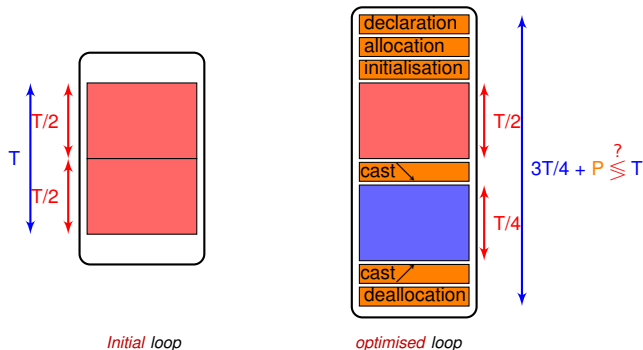 T
T/2
T/2
Initial loop
declaration
allocation
initialisation
T/2
cast
T/4
cast
deallocation
?
3T/4 + P ≶ T
optimised loop